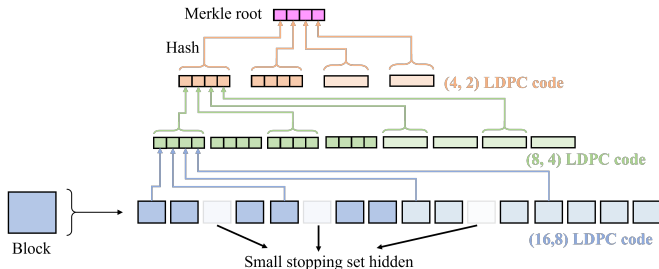 Merkle root
Hash
(4, 2) LDPC code
(8, 4) LDPC code
(16,8) LDPC code
Block
Small stopping set hidden